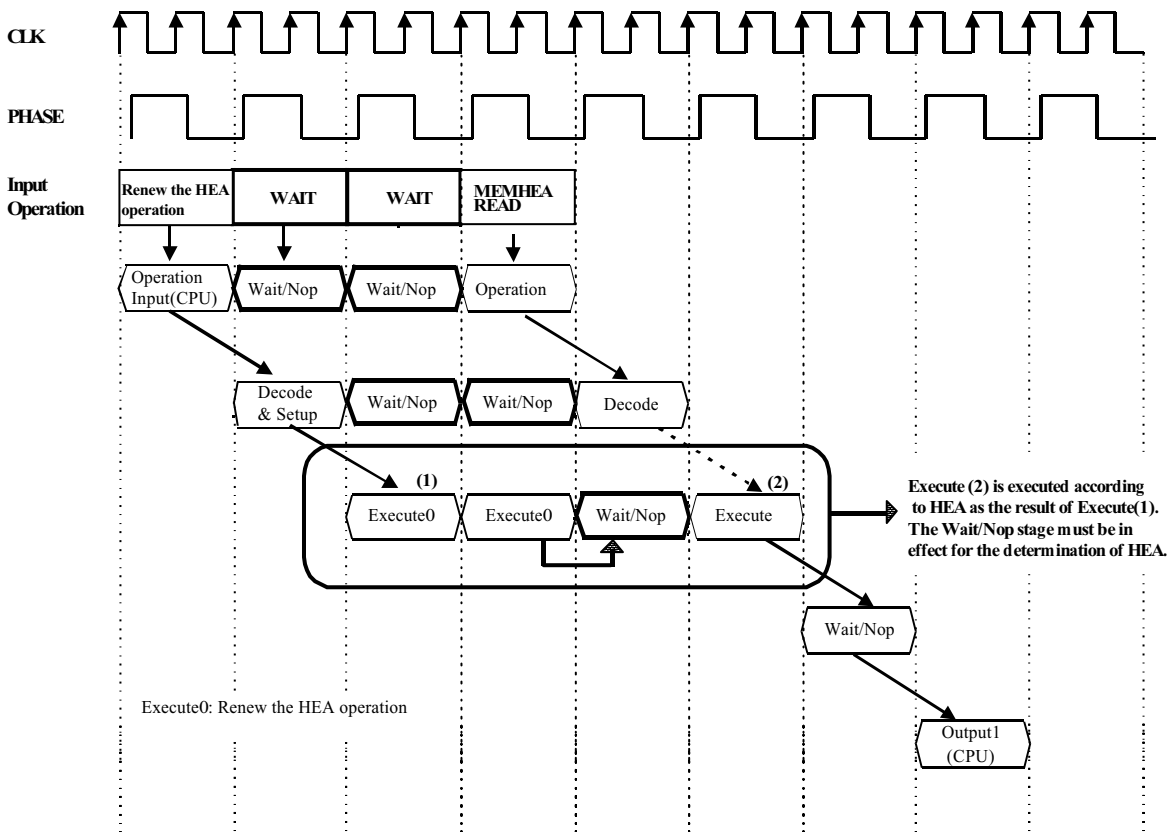 CLK
PHASE
Input
Operation
Renew the HEA
operation
WAIT
WAIT
MEMHEA
READ
Operation
Input(CPU)
Wait/Nop
Wait/Nop
Operation
Decode
& Setup
Wait/Nop
Wait/Nop
Decode
(1)
(2)
Execute0
Execute0
Wait/Nop
Execute
Execute (2) is executed according
to HEA as the result of Execute(1).
The Wait/Nop stage must be in
effect for the determination of HEA.
Wait/Nop
Execute0: Renew the HEA operation
Output1
(CPU)